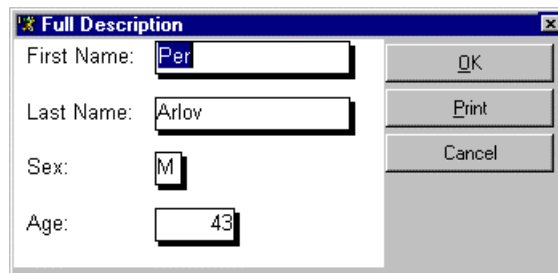 Full Description
First Name: Per
OK
Last Name: Arlov
Print
Sex: M
Cancel
Age: 43